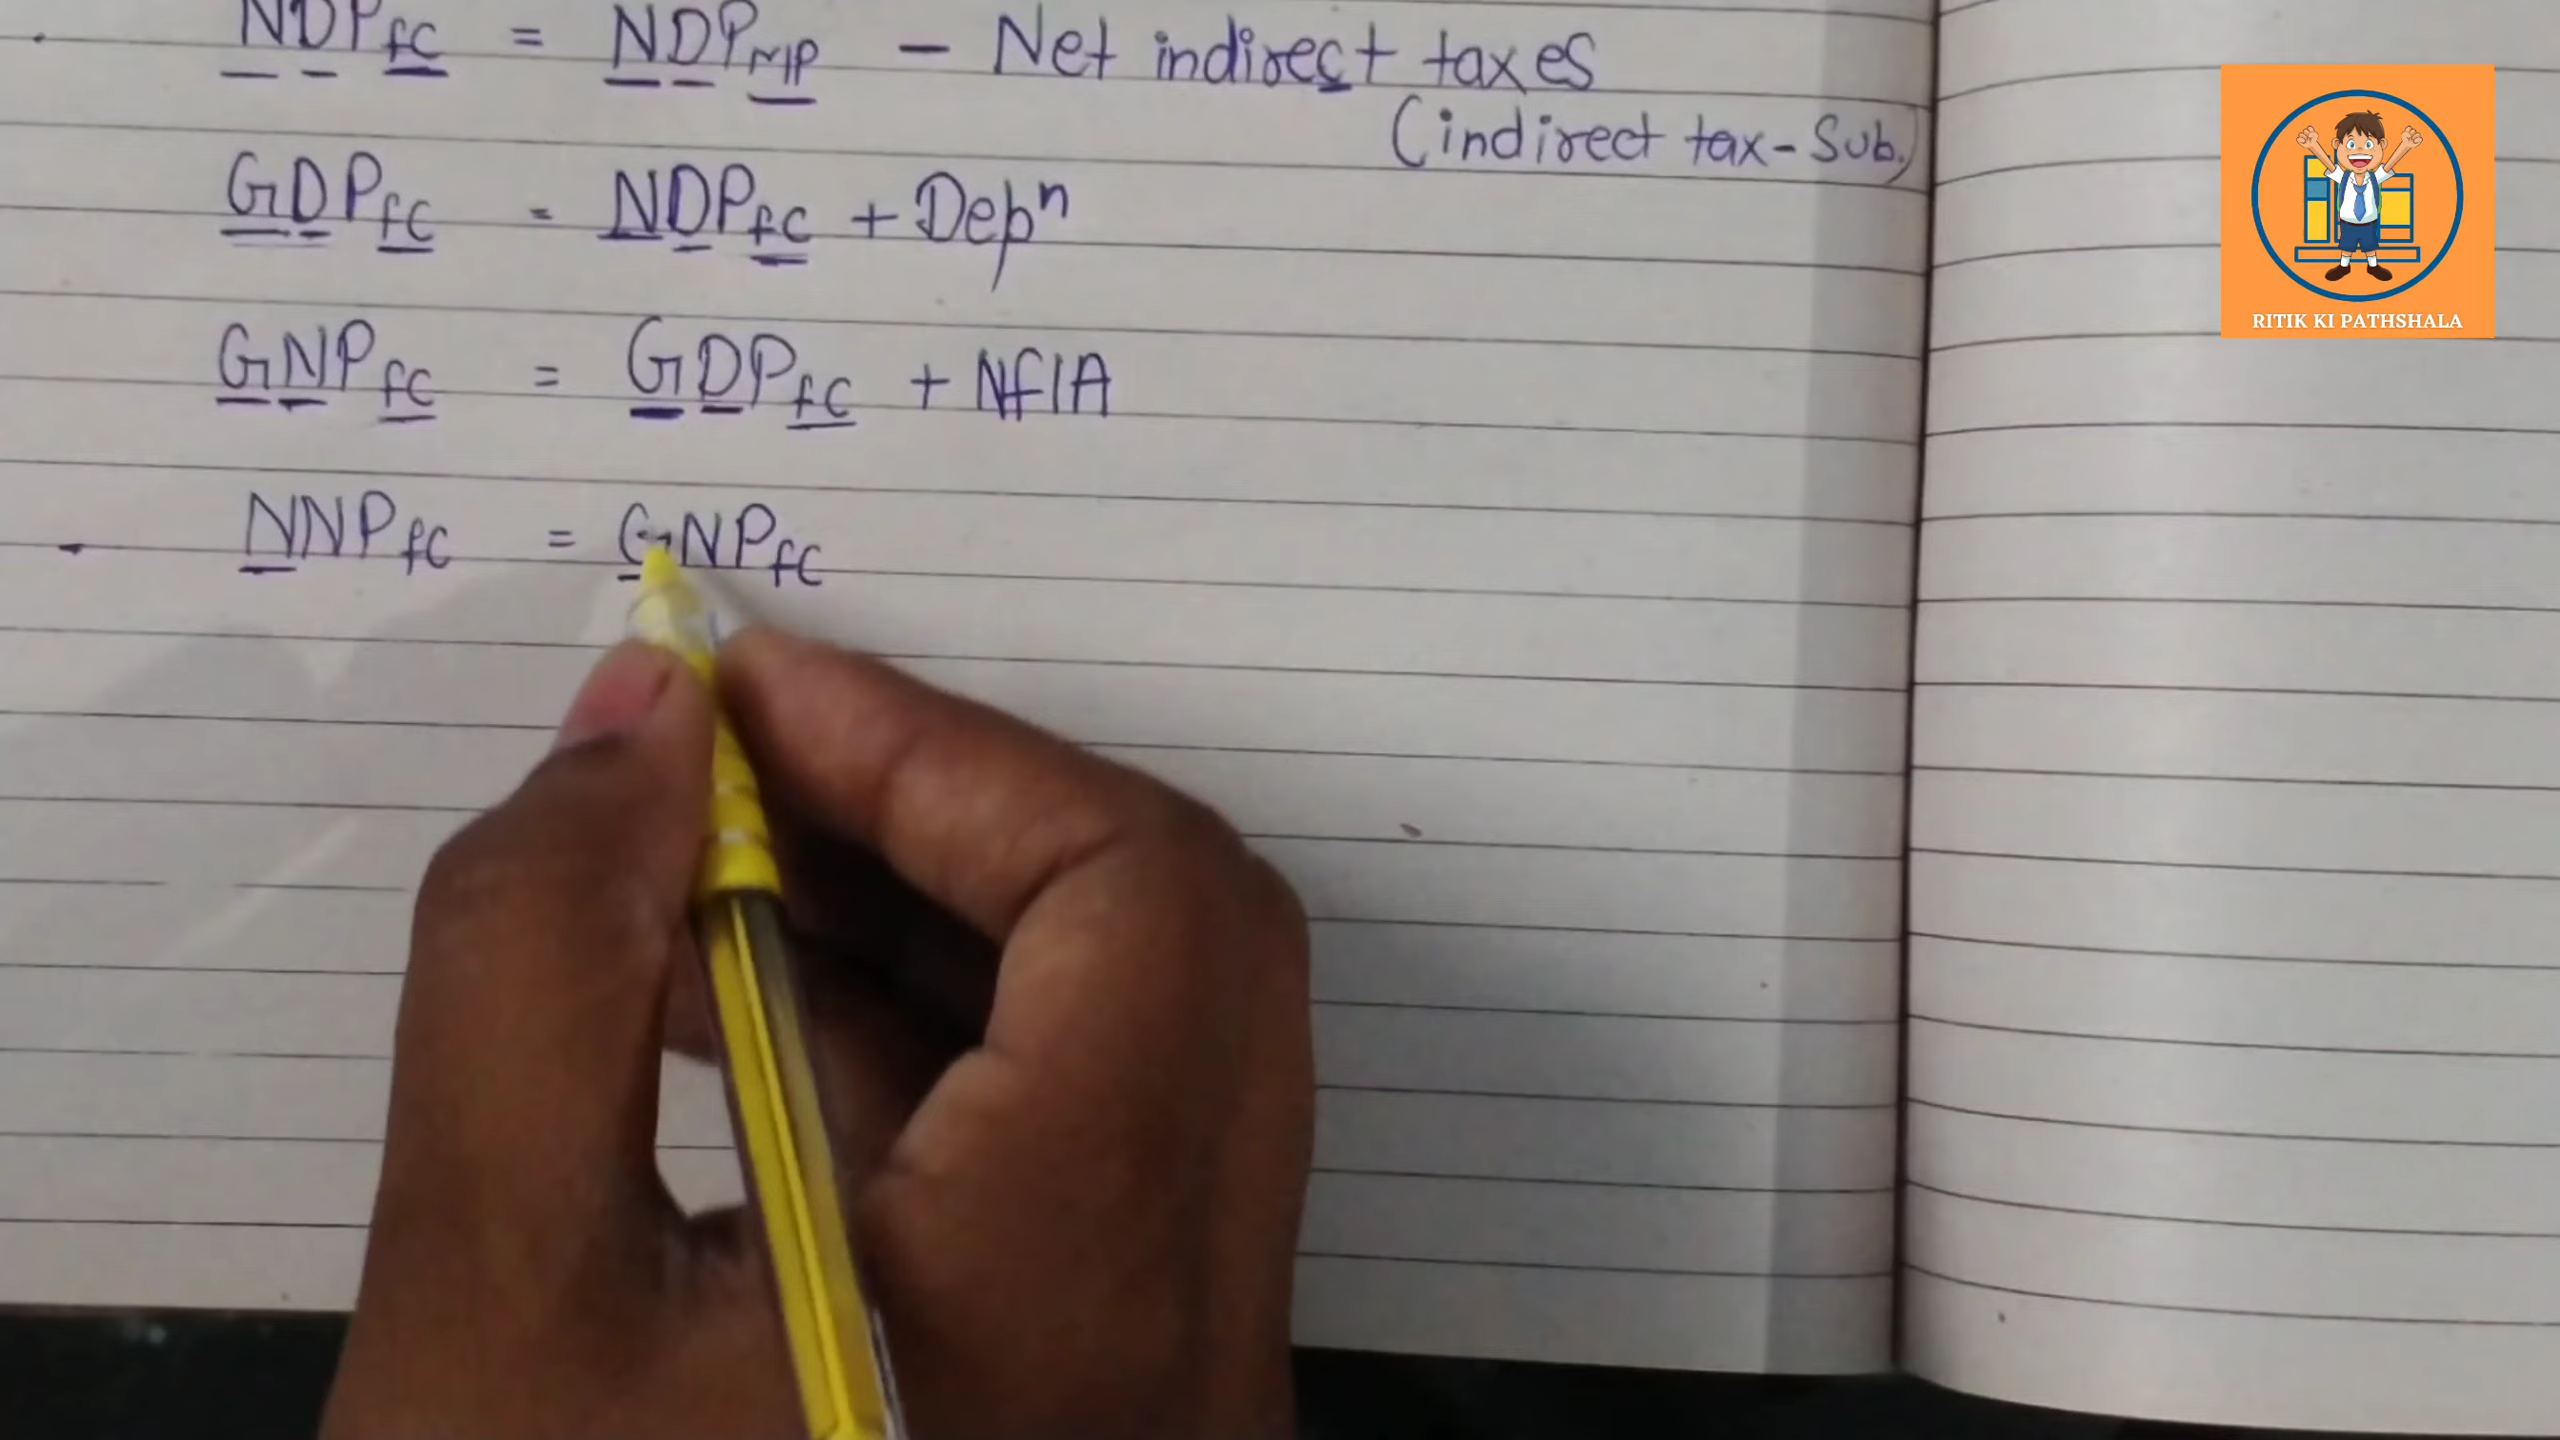 NDPfc = NDPMP - Net indirect taxes
(indirect tax - Sub.)
GDPfc = NDPfc + Depⁿ
GNPfc = GDPfc + NFIA
- NNPfc = GNPfc
RITIK KI PATHSHALA